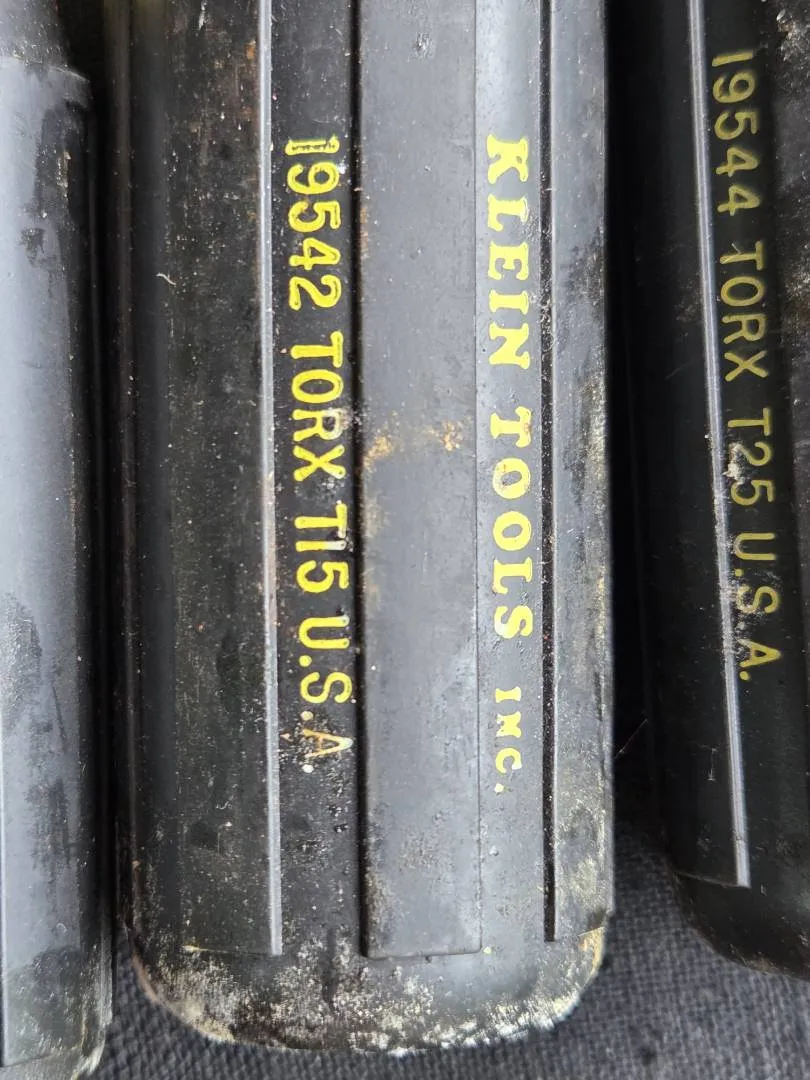 KLEIN TOOLS INC.
19542 TORX T15 U.S.A.
19544 TORX T25 U.S.A.